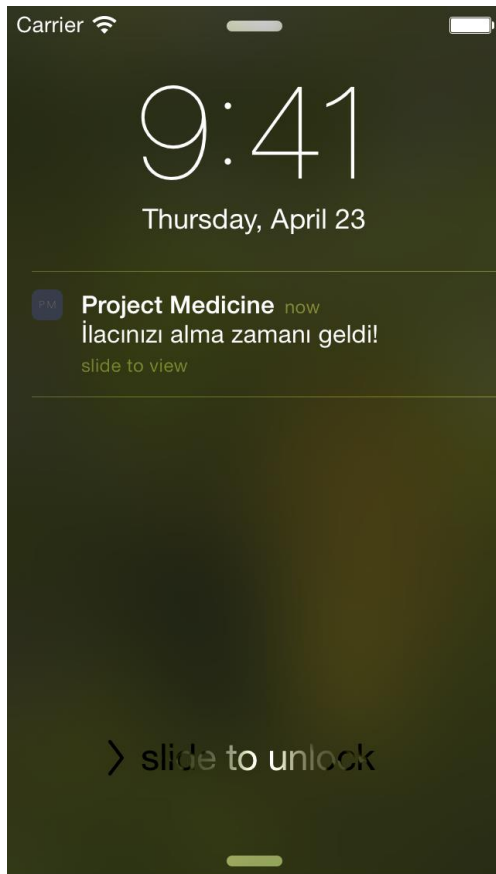 Carrier
9:41
Thursday, April 23
PM
Project Medicine now
İlacınızı alma zamanı geldi!
slide to view
> slide to unlock